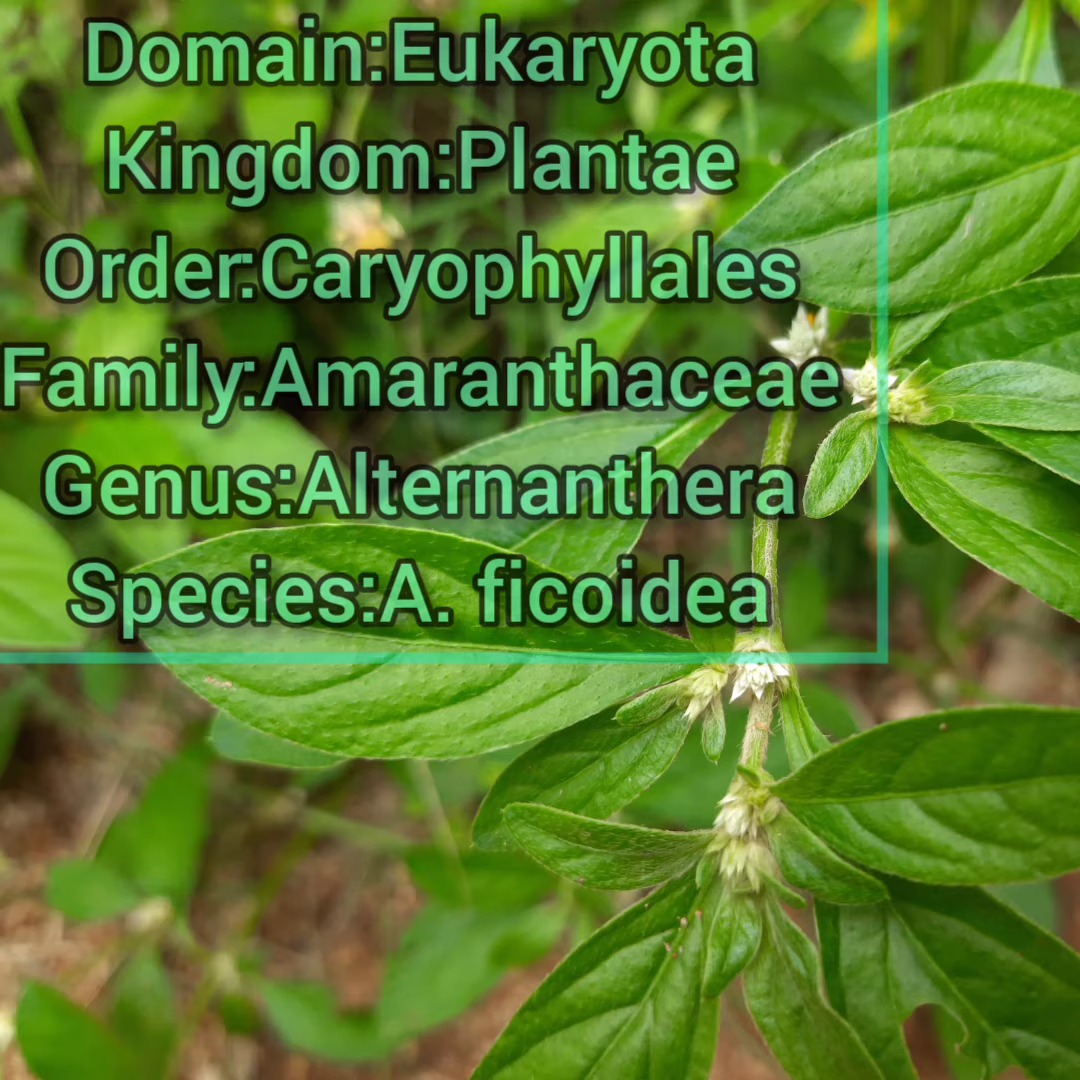 Domain:Eukaryota
Kingdom:Plantae
Order:Caryophyllales
Family:Amaranthaceae
Genus:Alternanthera
Species:A. ficoidea